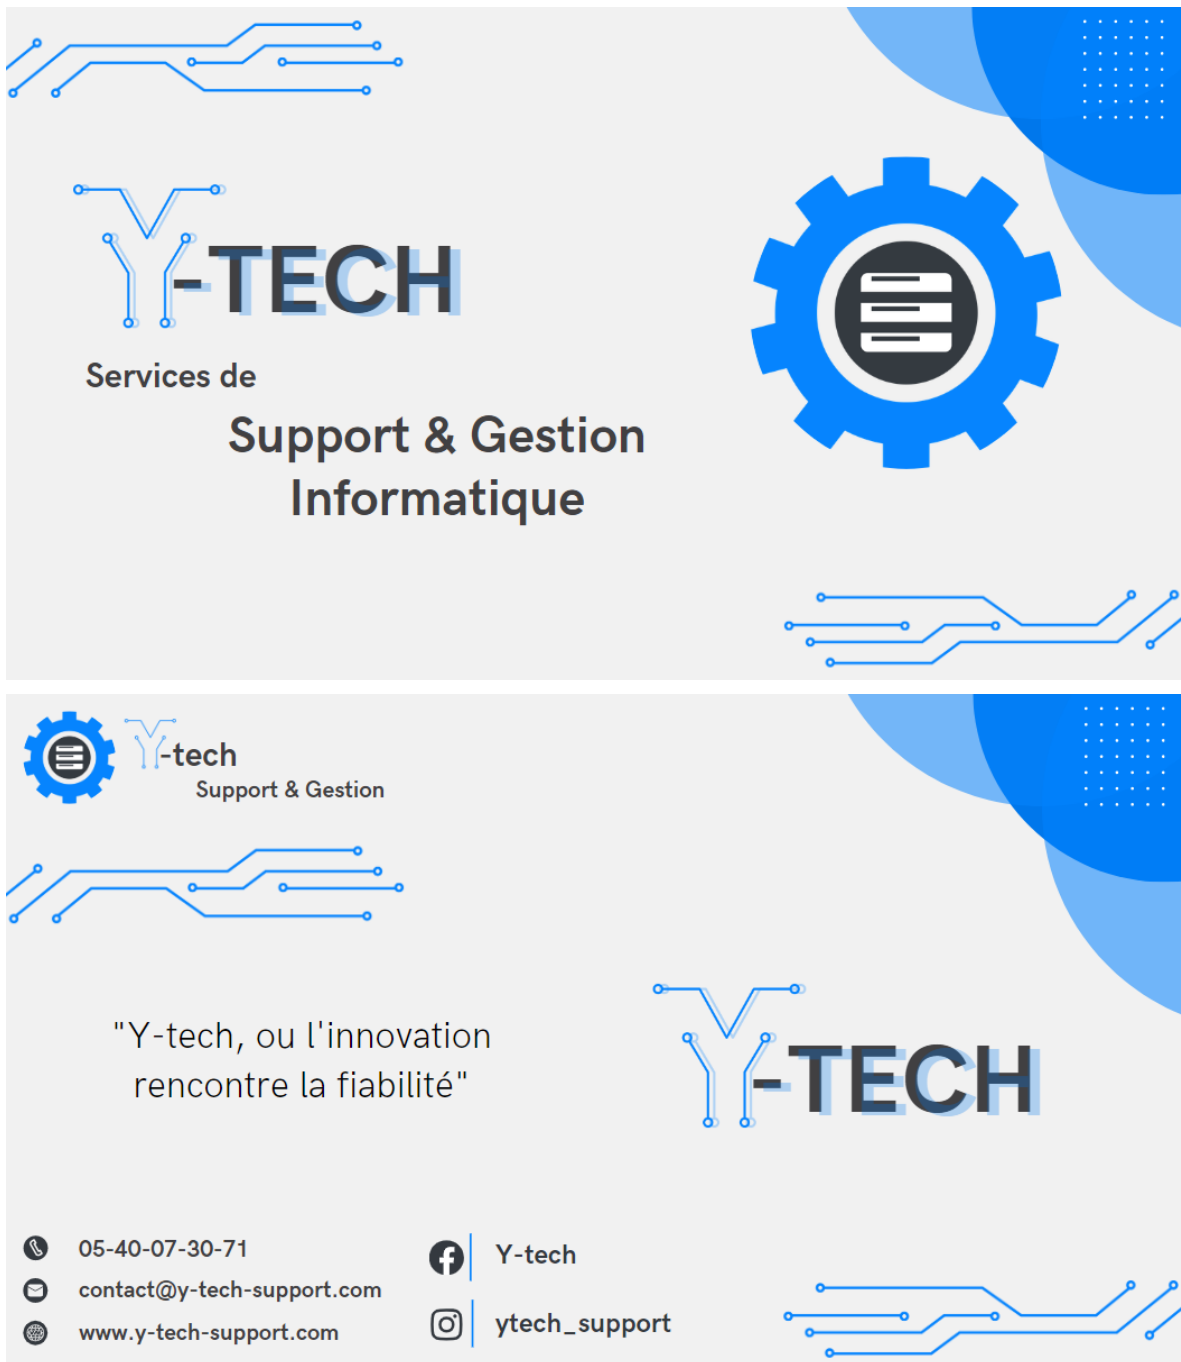 Y-TECH
Services de
Support & Gestion
Informatique
Y-tech
Support & Gestion
"Y-tech, ou l'innovation
rencontre la fiabilité"
Y-TECH
05-40-07-30-71
contact@y-tech-support.com
www.y-tech-support.com
Y-tech
ytech_support